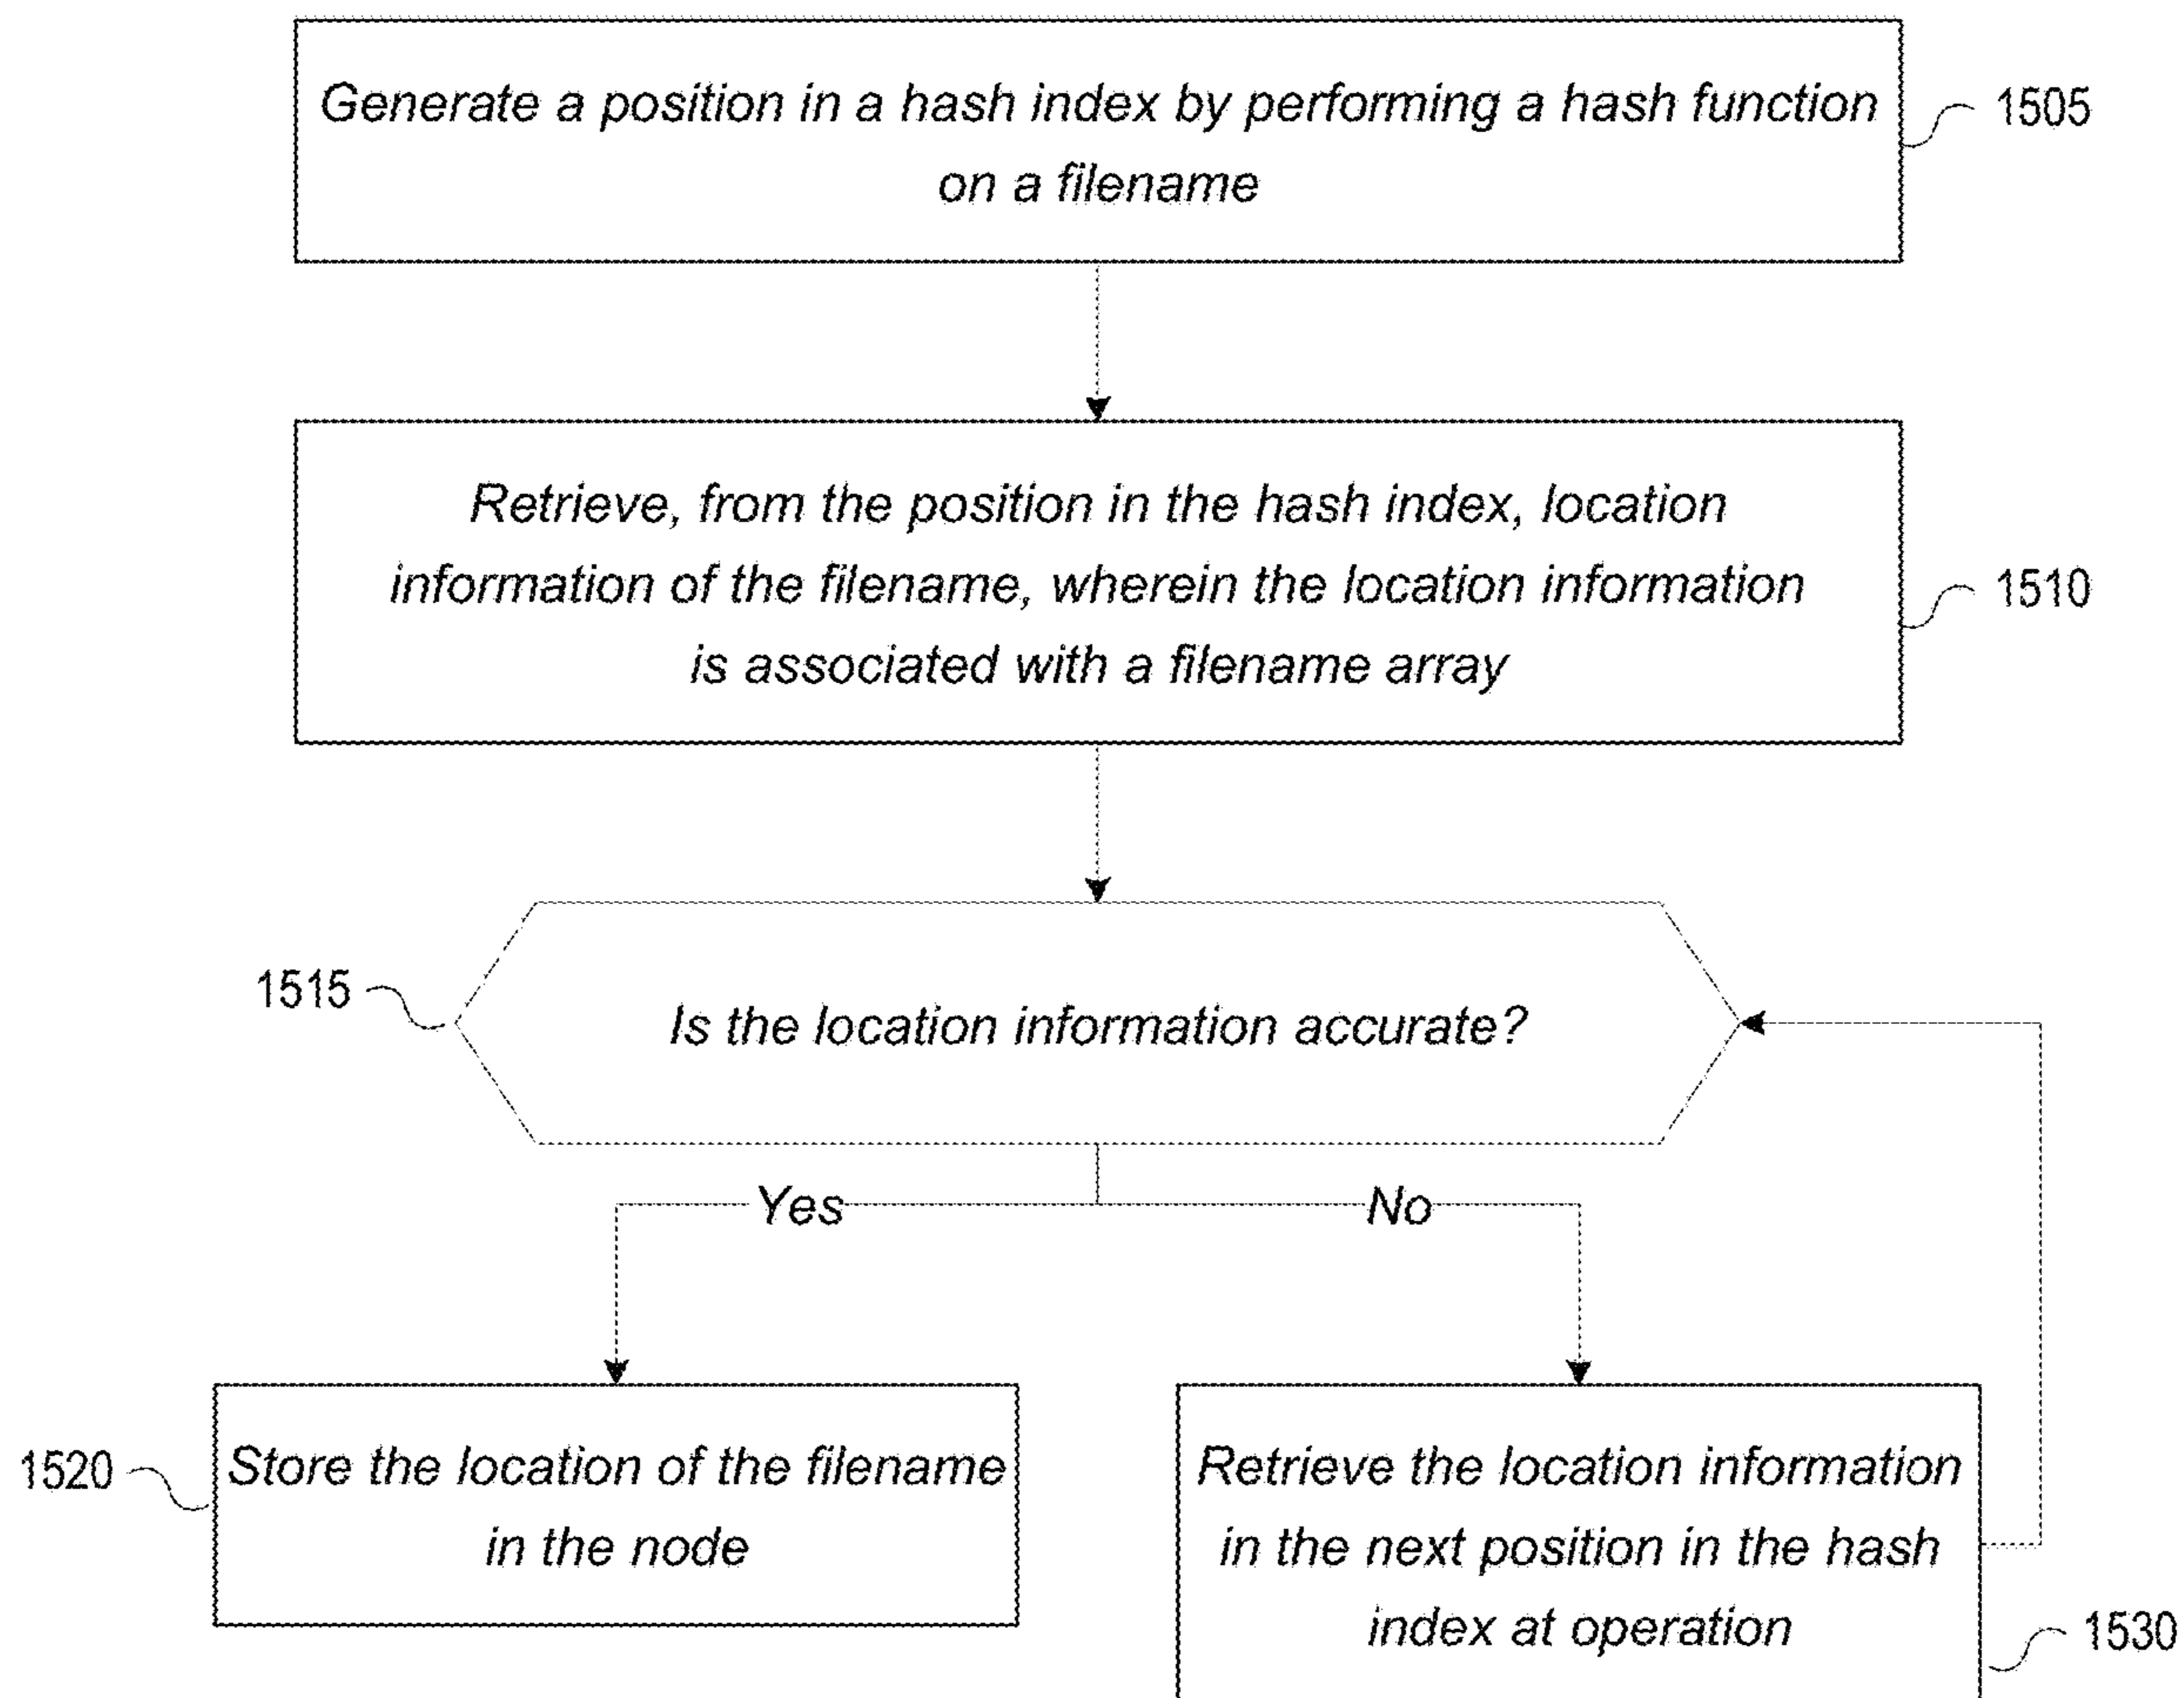 Generate a position in a hash index by performing a hash function
on a filename
1505
Retrieve, from the position in the hash index, location
information of the filename, wherein the location information
is associated with a filename array
1510
1515
Is the location information accurate?
Yes
No
1520
Store the location of the filename
in the node
Retrieve the location information
in the next position in the hash
index at operation
1530